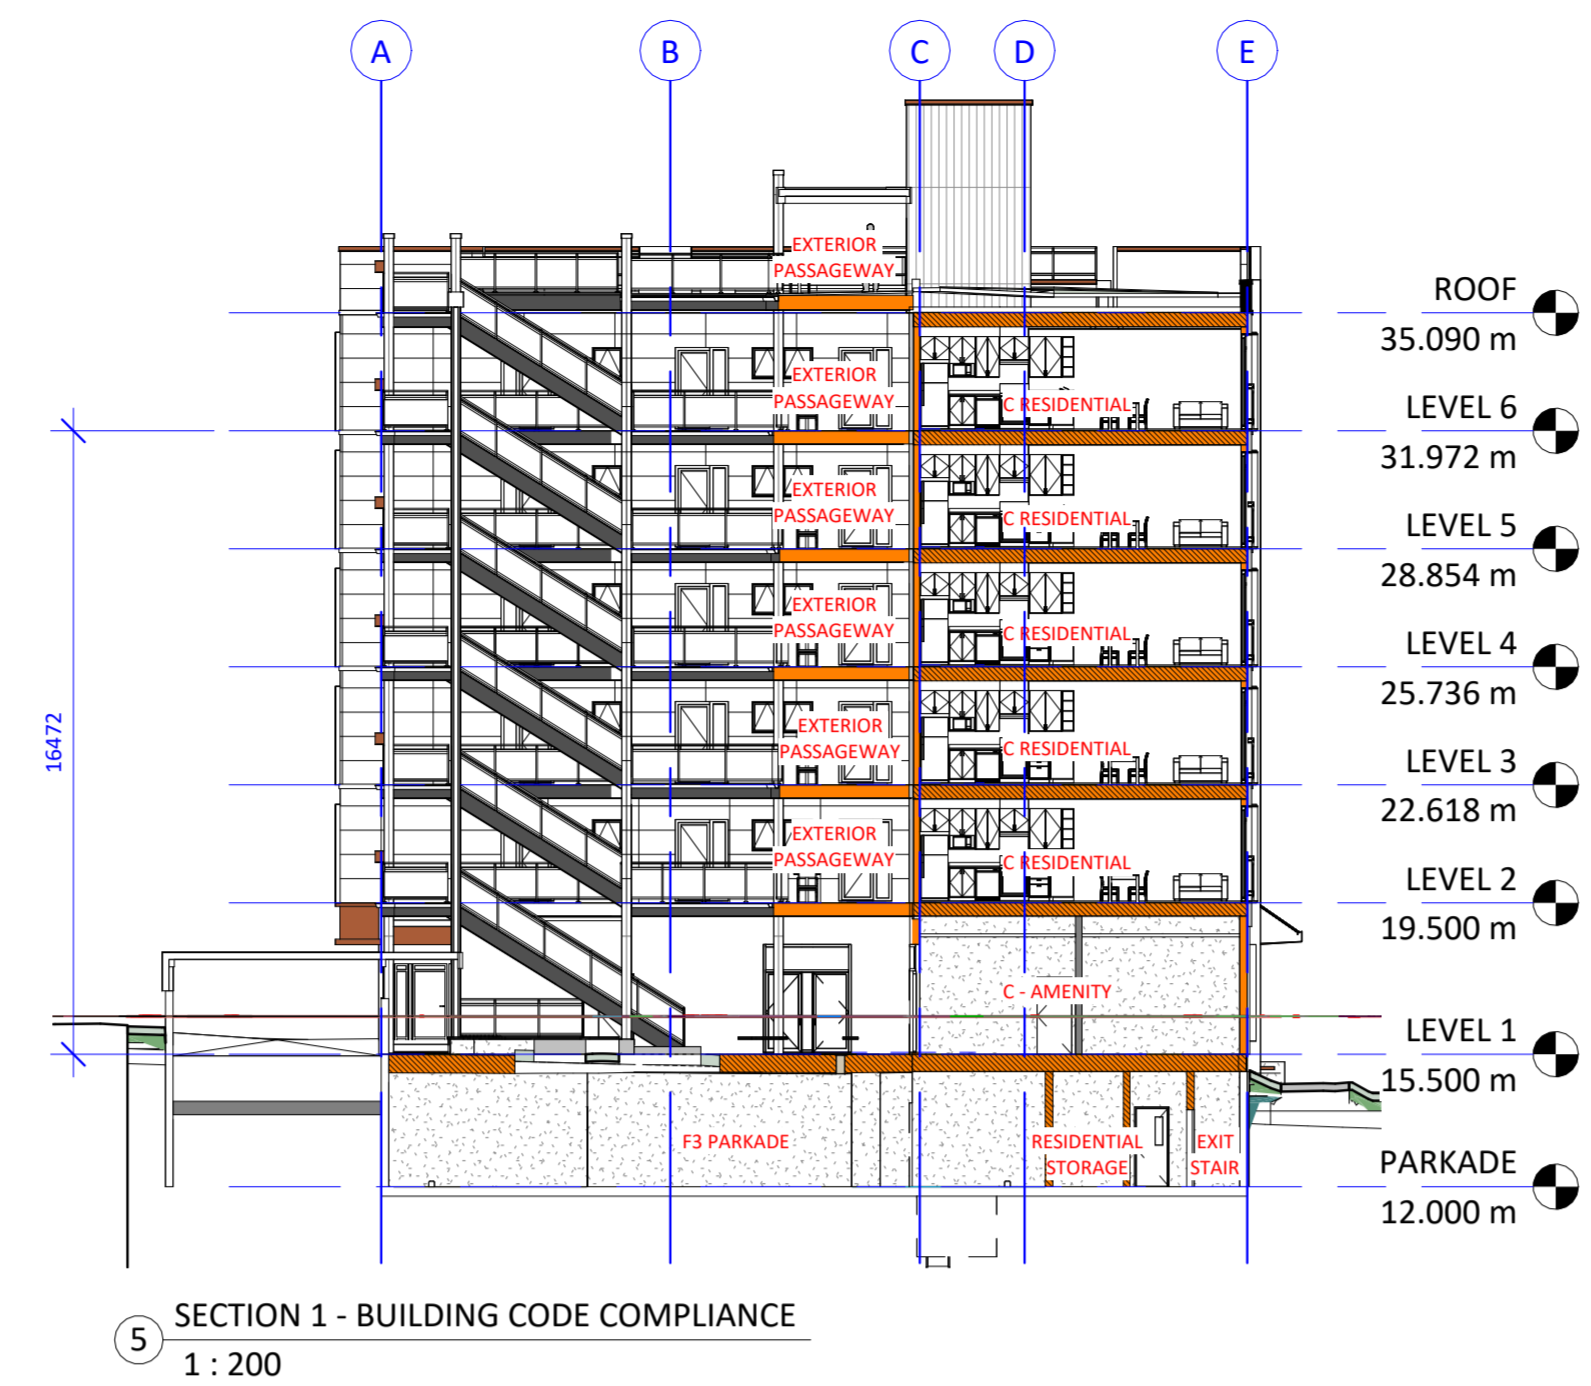 A
B
C
D
E
EXTERIOR
PASSAGEWAY
ROOF
35.090 m
EXTERIOR
PASSAGEWAY
C RESIDENTIAL
LEVEL 6
31.972 m
EXTERIOR
PASSAGEWAY
C RESIDENTIAL
LEVEL 5
28.854 m
EXTERIOR
PASSAGEWAY
C RESIDENTIAL
LEVEL 4
25.736 m
16472
EXTERIOR
PASSAGEWAY
C RESIDENTIAL
LEVEL 3
22.618 m
EXTERIOR
PASSAGEWAY
C RESIDENTIAL
LEVEL 2
19.500 m
C - AMENITY
LEVEL 1
15.500 m
F3 PARKADE
RESIDENTIAL
STORAGE
EXIT
STAIR
PARKADE
12.000 m
5
SECTION 1 - BUILDING CODE COMPLIANCE
1 : 200